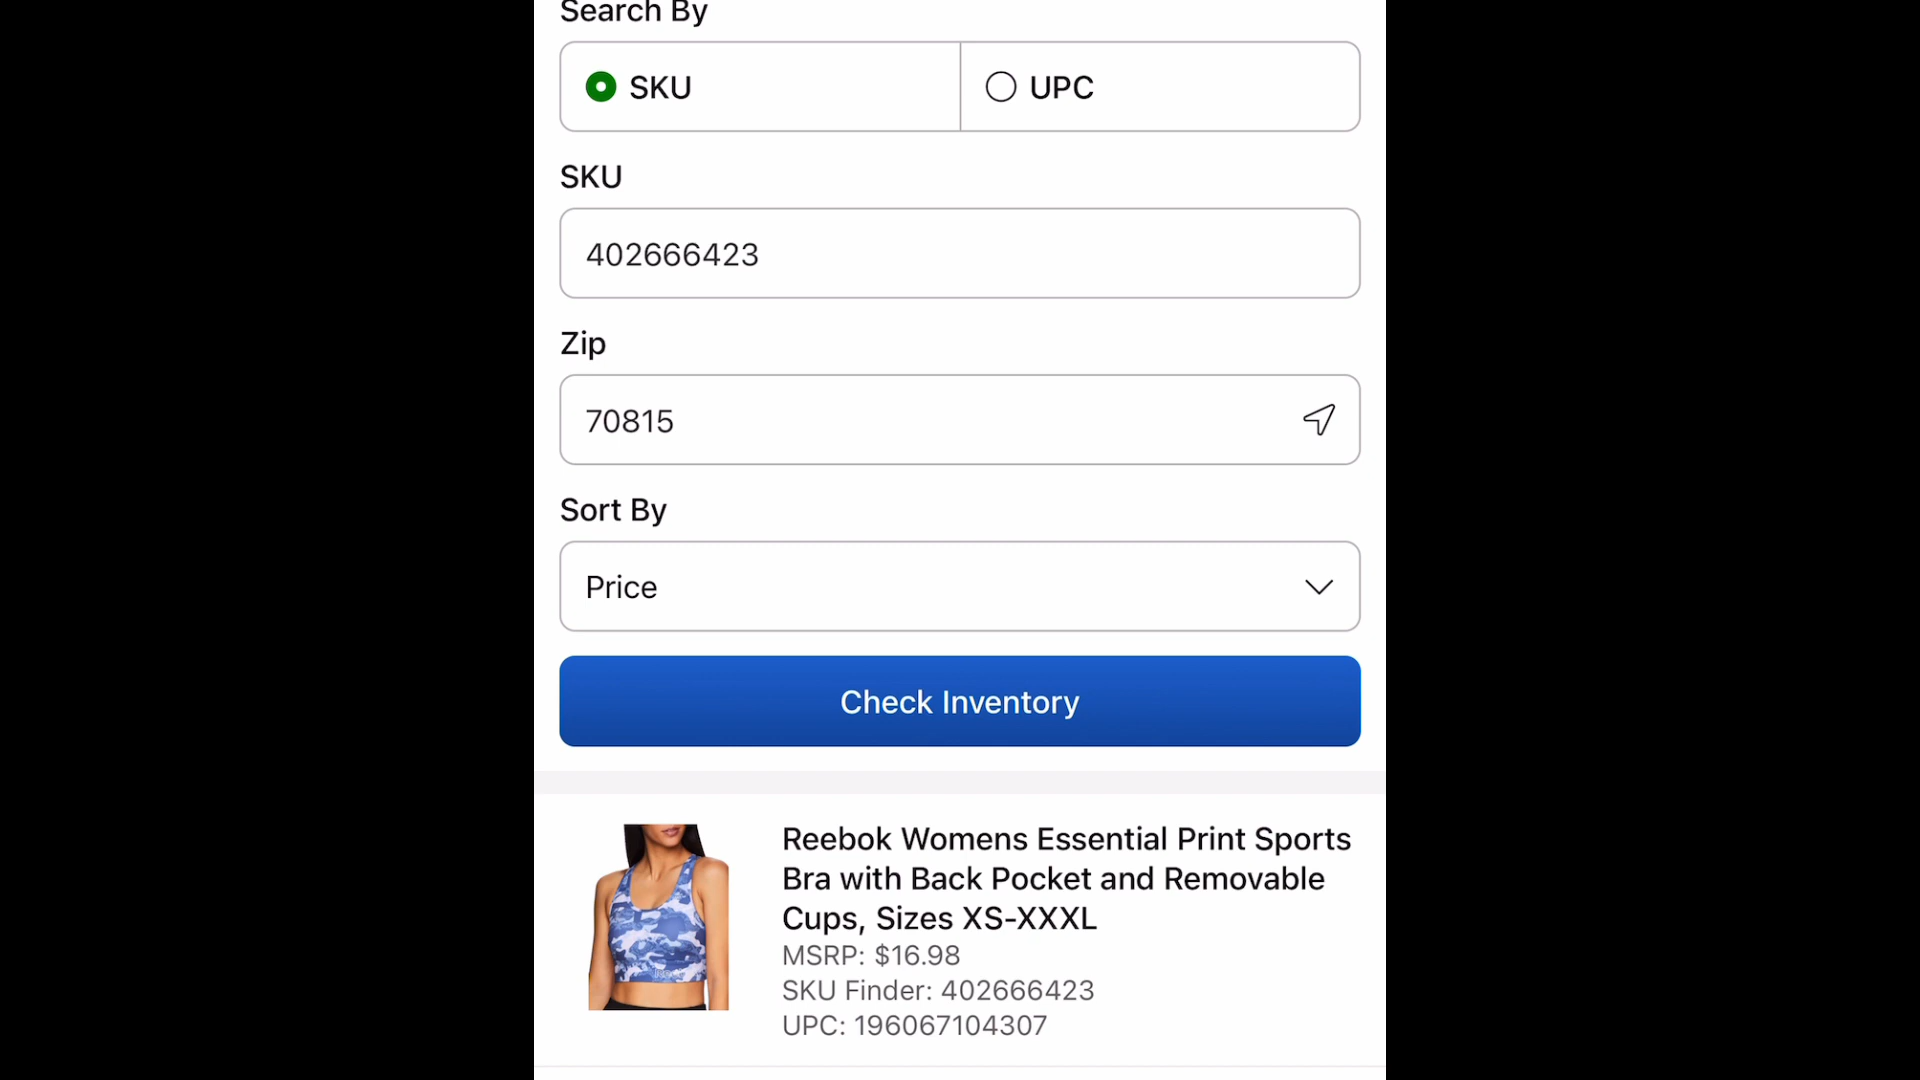 Search By
SKU
UPC
SKU
402666423
Zip
70815
Sort By
Price
Check Inventory
Reebok Womens Essential Print Sports
Bra with Back Pocket and Removable
Cups, Sizes XS-XXXL
MSRP: $16.98
SKU Finder: 402666423
UPC: 196067104307